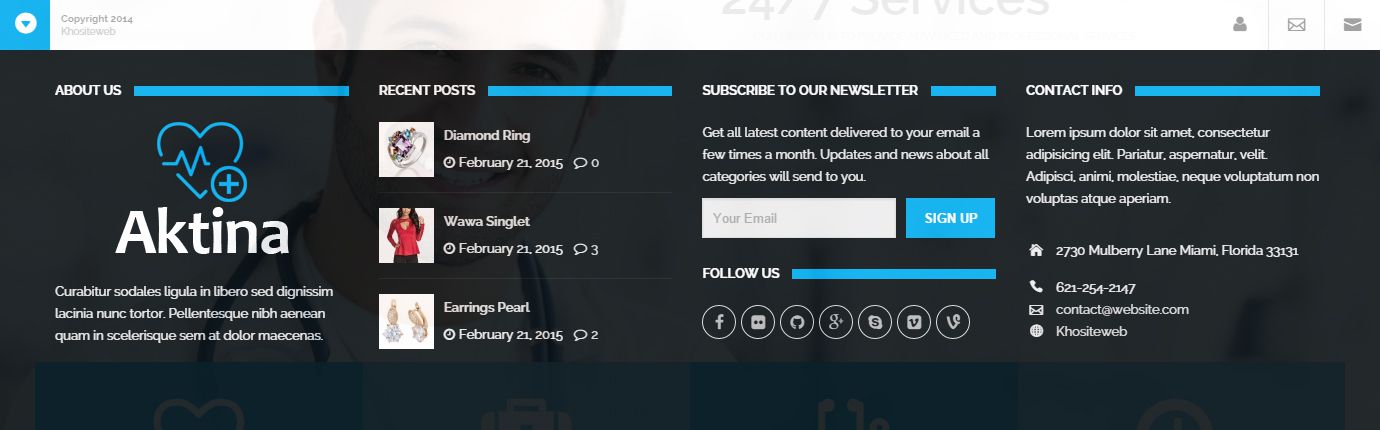 24/7 Services
Copyright 2014
Khositeweb
ABOUT US
Aktina
Curabitur sodales ligula in libero sed dignissim
lacinia nunc tortor. Pellentesque nibh aenean
quam in scelerisque sem at dolor maecenas.
RECENT POSTS
Diamond Ring
February 21, 2015 0
Wawa Singlet
February 21, 2015 3
Earrings Pearl
February 21, 2015 2
SUBSCRIBE TO OUR NEWSLETTER
Get all latest content delivered to your email a
few times a month. Updates and news about all
categories will send to you.
Your Email
SIGN UP
FOLLOW US
CONTACT INFO
Lorem ipsum dolor sit amet, consectetur
adipisicing elit. Pariatur, aspernatur, velit.
Adipisci, animi, molestiae, neque voluptatum non
voluptas atque aperiam.
2730 Mulberry Lane Miami, Florida 33131
621-254-2147
contact@website.com
Khositeweb